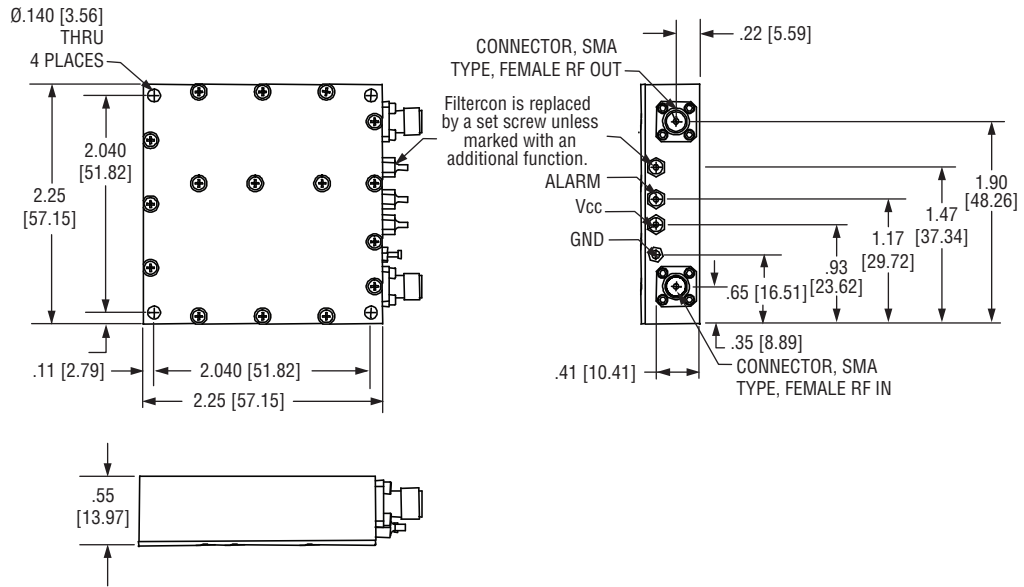 Ø.140 [3.56]
THRU
4 PLACES
2.040
[51.82]
2.25
[57.15]
.11 [2.79]
2.040 [51.82]
2.25 [57.15]
CONNECTOR, SMA
TYPE, FEMALE RF OUT
.22 [5.59]
Filtercon is replaced
by a set screw unless
marked with an
additional function.
ALARM
Vcc
GND
1.90
[48.26]
1.47
[37.34]
1.17
[29.72]
.93
[23.62]
.65 [16.51]
.35 [8.89]
.41 [10.41]
CONNECTOR, SMA
TYPE, FEMALE RF IN
.55
[13.97]